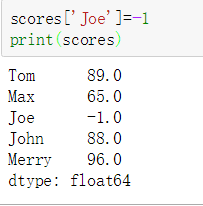 scores['Joe']=-1
print(scores)
Tom 89.0
Max 65.0
Joe -1.0
John 88.0
Merry 96.0
dtype: float64